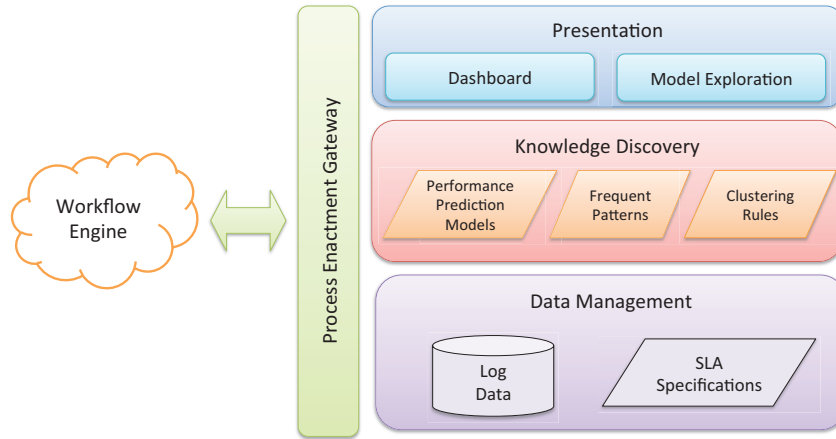 Workflow
Engine
Process Enactment Gateway
Presentation
Dashboard
Model Exploration
Knowledge Discovery
Performance
Prediction
Models
Frequent
Patterns
Clustering
Rules
Data Management
Log
Data
SLA
Specifications